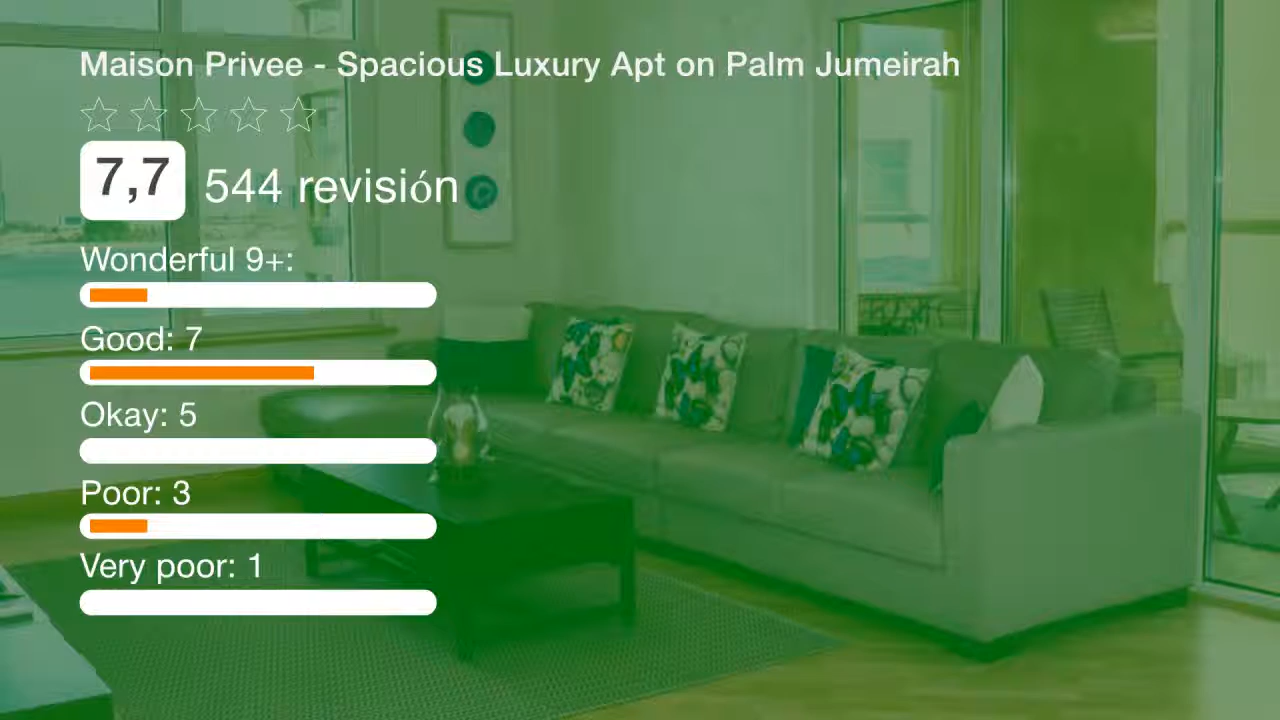 Maison Privee - Spacious Luxury Apt on Palm Jumeirah
7,7 544 revisión
Wonderful 9+:
Good: 7
Okay: 5
Poor: 3
Very poor: 1